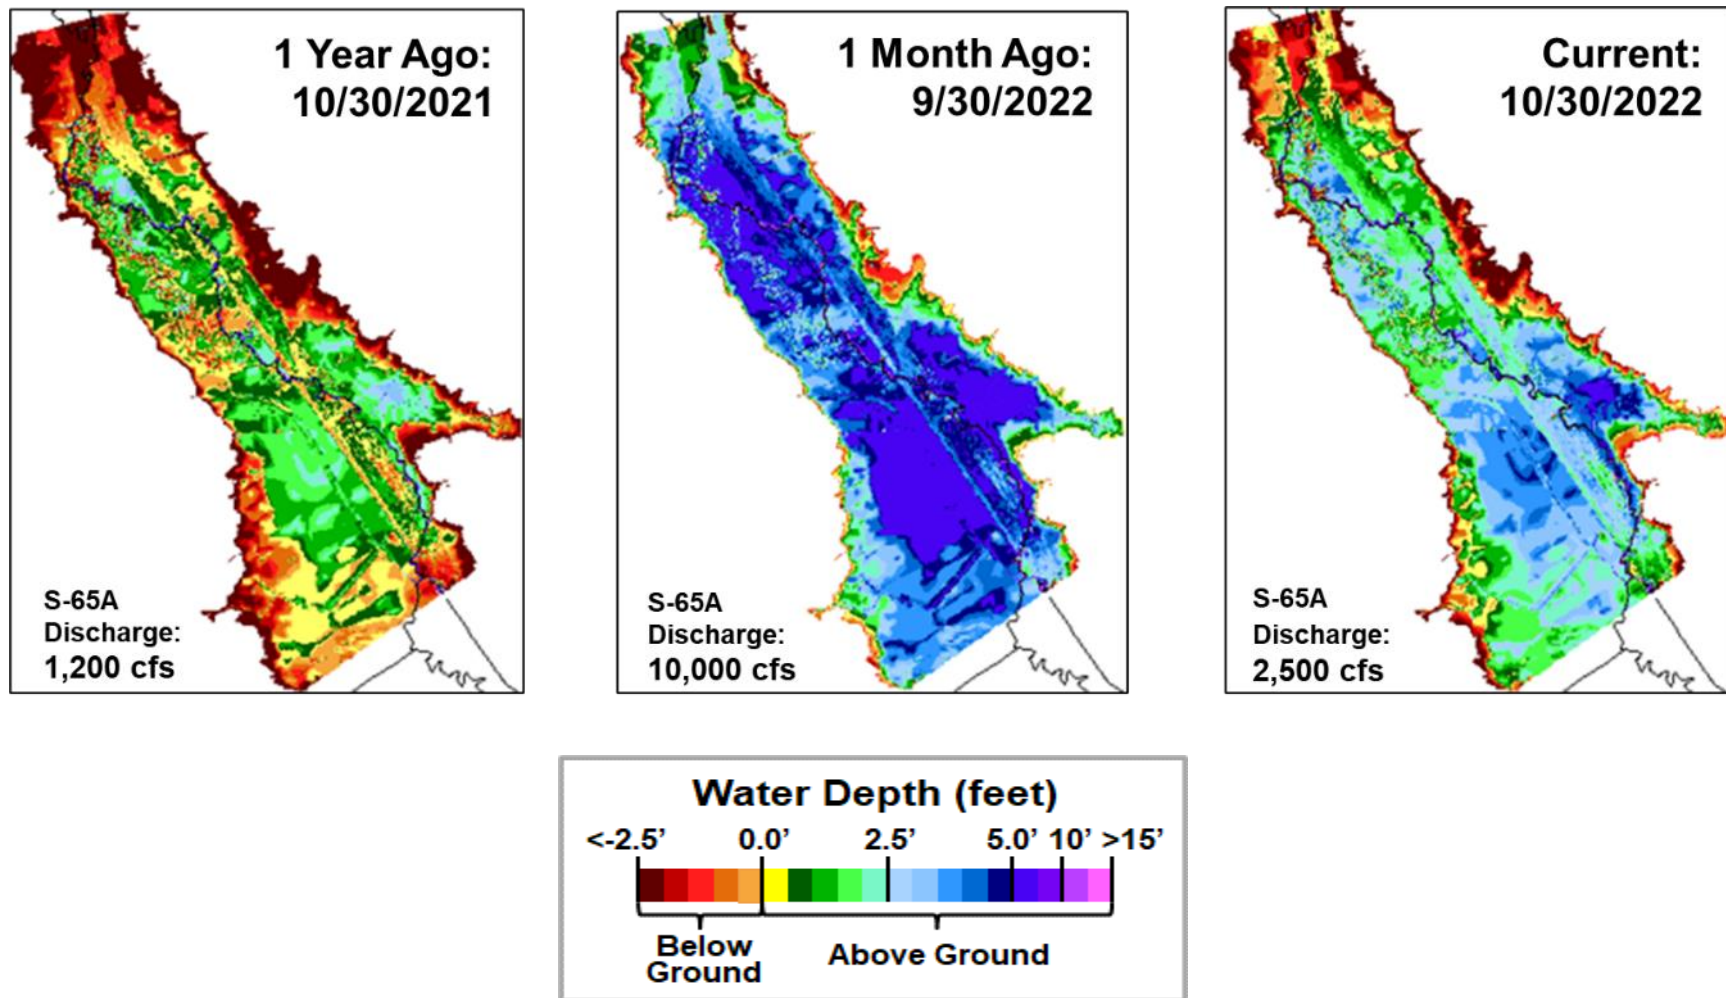 1 Year Ago:
10/30/2021
S-65A
Discharge:
1,200 cfs
1 Month Ago:
9/30/2022
S-65A
Discharge:
10,000 cfs
Current:
10/30/2022
S-65A
Discharge:
2,500 cfs
Water Depth (feet)
<-2.5’ 0.0’ 2.5’ 5.0’ 10’ >15’
Below
Ground
Above Ground